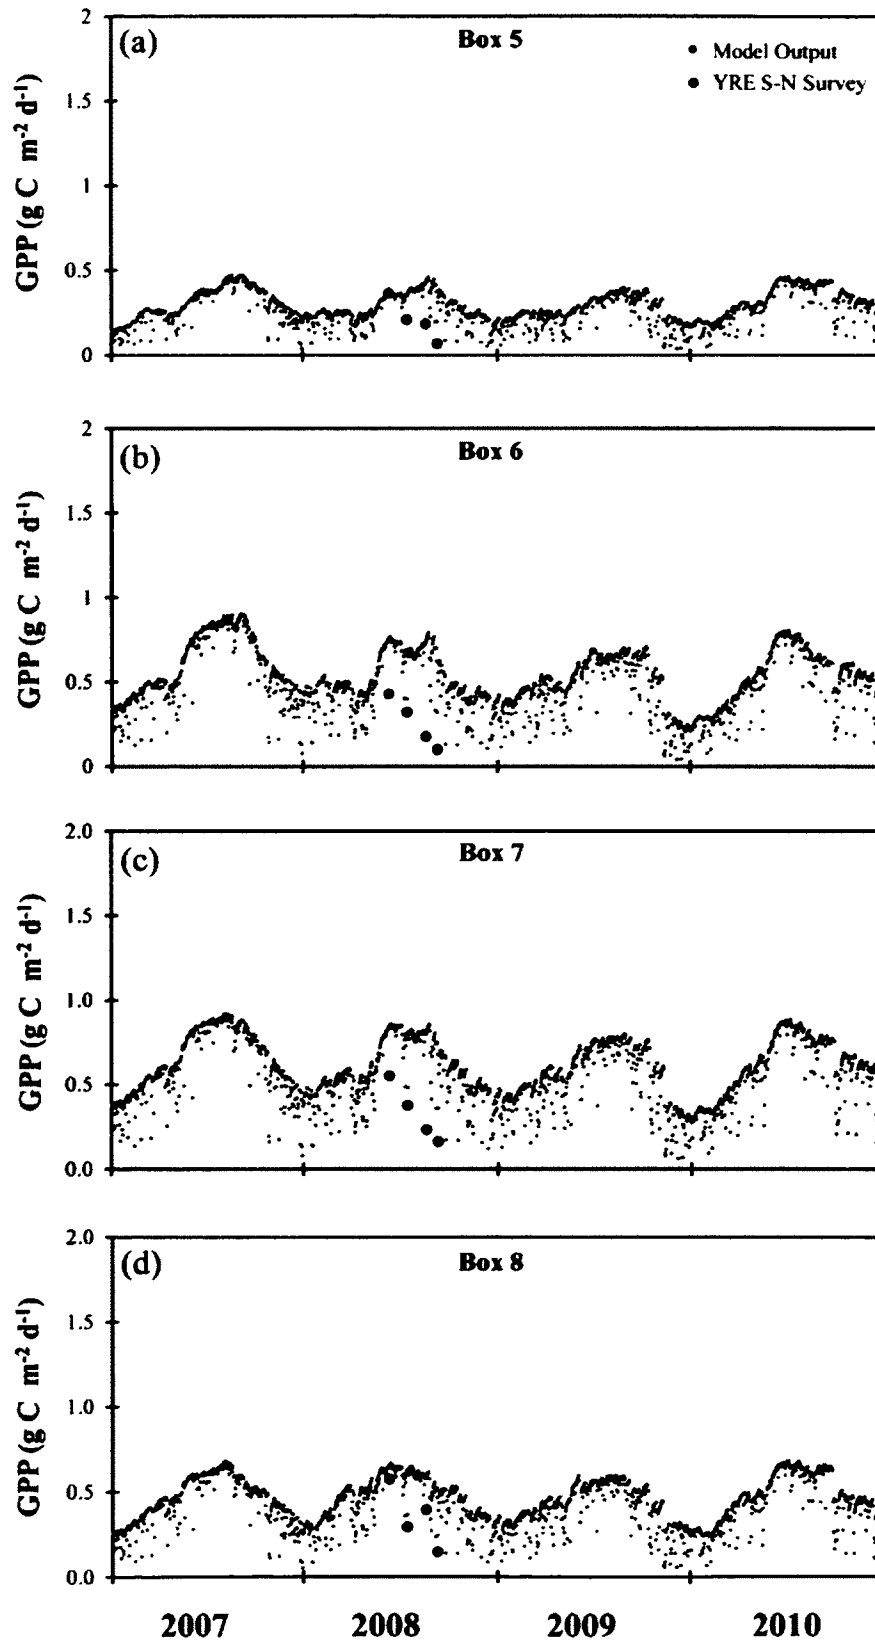 (a)
Box 5
Model Output
YRE S-N Survey
GPP (g C m⁻² d⁻¹)
2
1.5
1
0.5
0
(b)
Box 6
GPP (g C m⁻² d⁻¹)
2
1.5
1
0.5
0
(c)
Box 7
GPP (g C m⁻² d⁻¹)
2.0
1.5
1.0
0.5
0.0
(d)
Box 8
GPP (g C m⁻² d⁻¹)
2.0
1.5
1.0
0.5
0.0
2007 2008 2009 2010